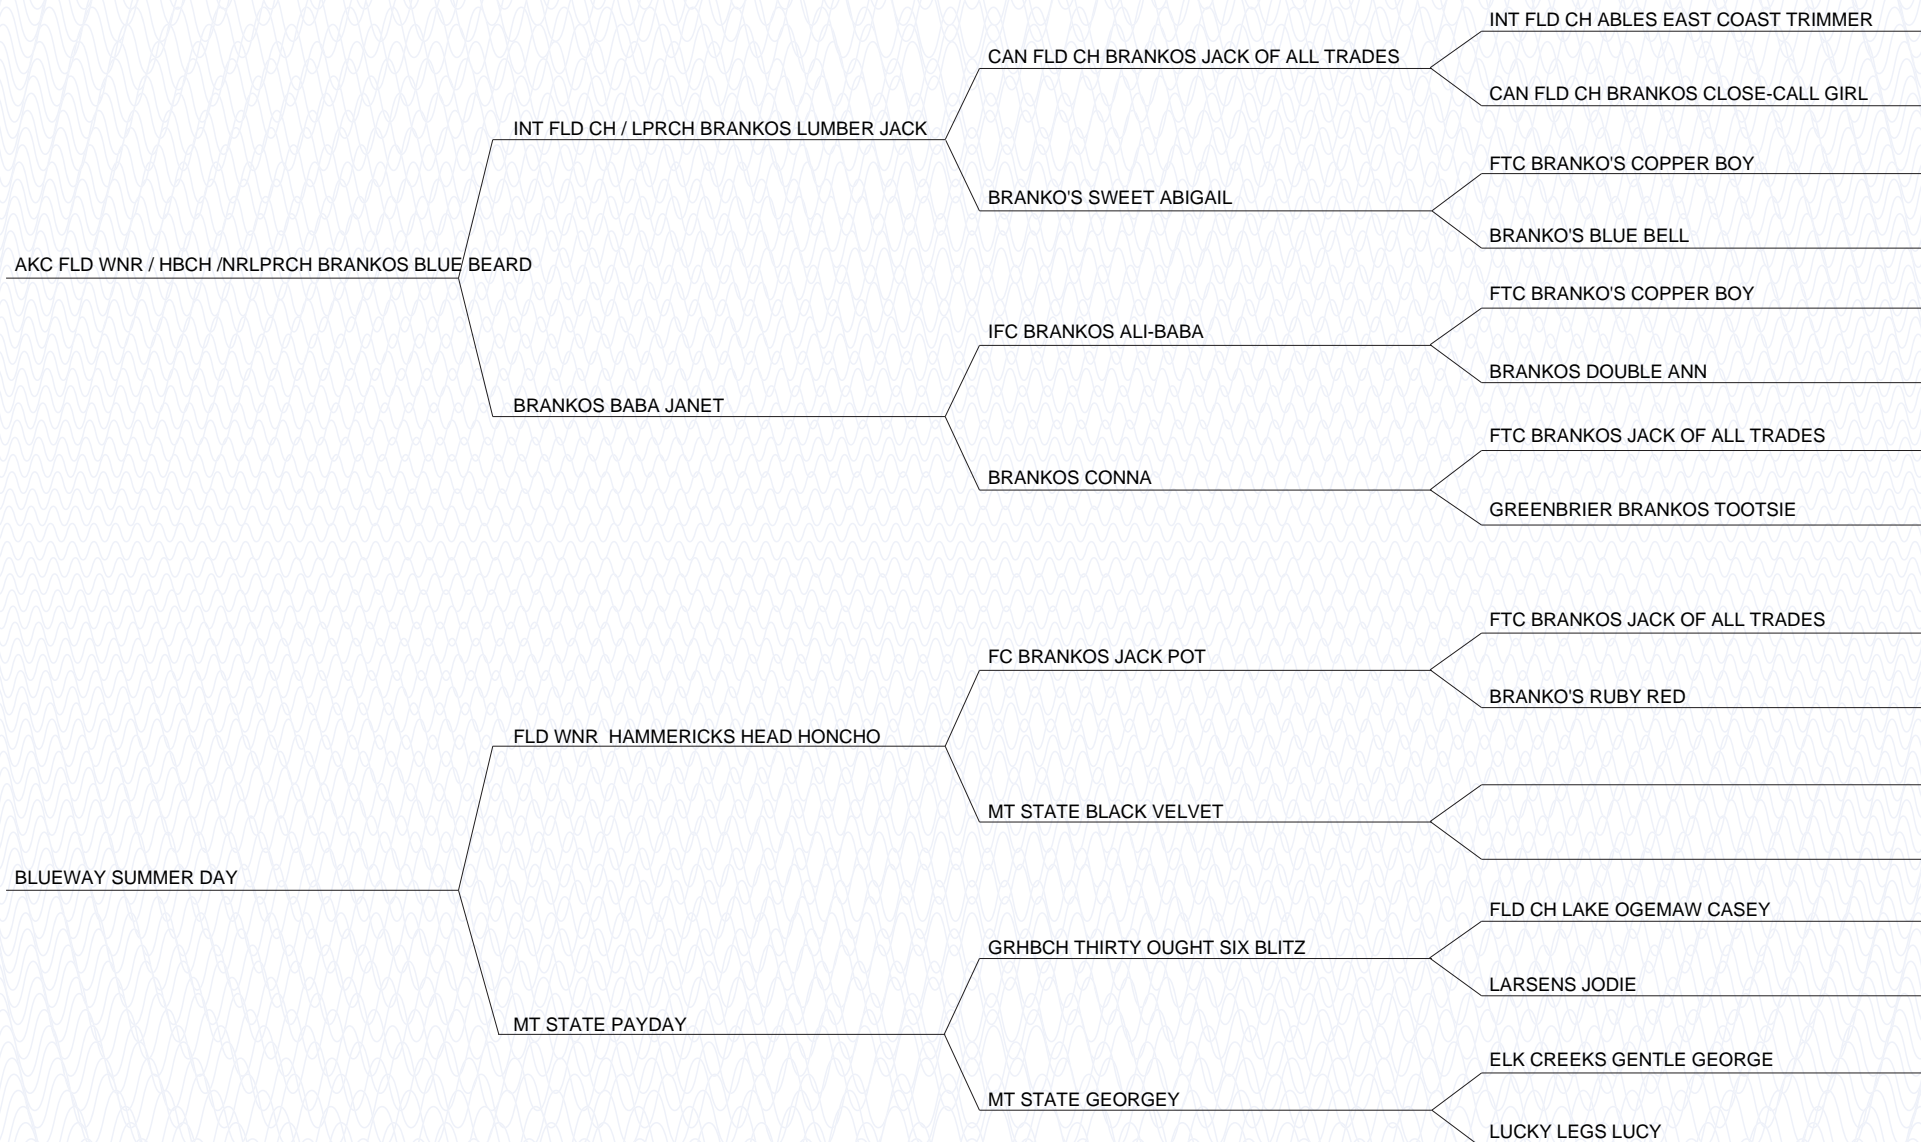 INT FLD CH ABLES EAST COAST TRIMMER
CAN FLD CH BRANKOS JACK OF ALL TRADES
CAN FLD CH BRANKOS CLOSE-CALL GIRL
INT FLD CH / LPRCH BRANKOS LUMBER JACK
FTC BRANKO'S COPPER BOY
BRANKO'S SWEET ABIGAIL
BRANKO'S BLUE BELL
AKC FLD WNR / HBCH /NRLPRCH BRANKOS BLUE BEARD
FTC BRANKO'S COPPER BOY
IFC BRANKOS ALI-BABA
BRANKOS DOUBLE ANN
BRANKOS BABA JANET
FTC BRANKOS JACK OF ALL TRADES
BRANKOS CONNA
GREENBRIER BRANKOS TOOTSIE
FTC BRANKOS JACK OF ALL TRADES
FC BRANKOS JACK POT
BRANKO'S RUBY RED
FLD WNR  HAMMERICKS HEAD HONCHO
MT STATE BLACK VELVET
BLUEWAY SUMMER DAY
FLD CH LAKE OGEMAW CASEY
GRHBCH THIRTY OUGHT SIX BLITZ
LARSENS JODIE
MT STATE PAYDAY
ELK CREEKS GENTLE GEORGE
MT STATE GEORGEY
LUCKY LEGS LUCY